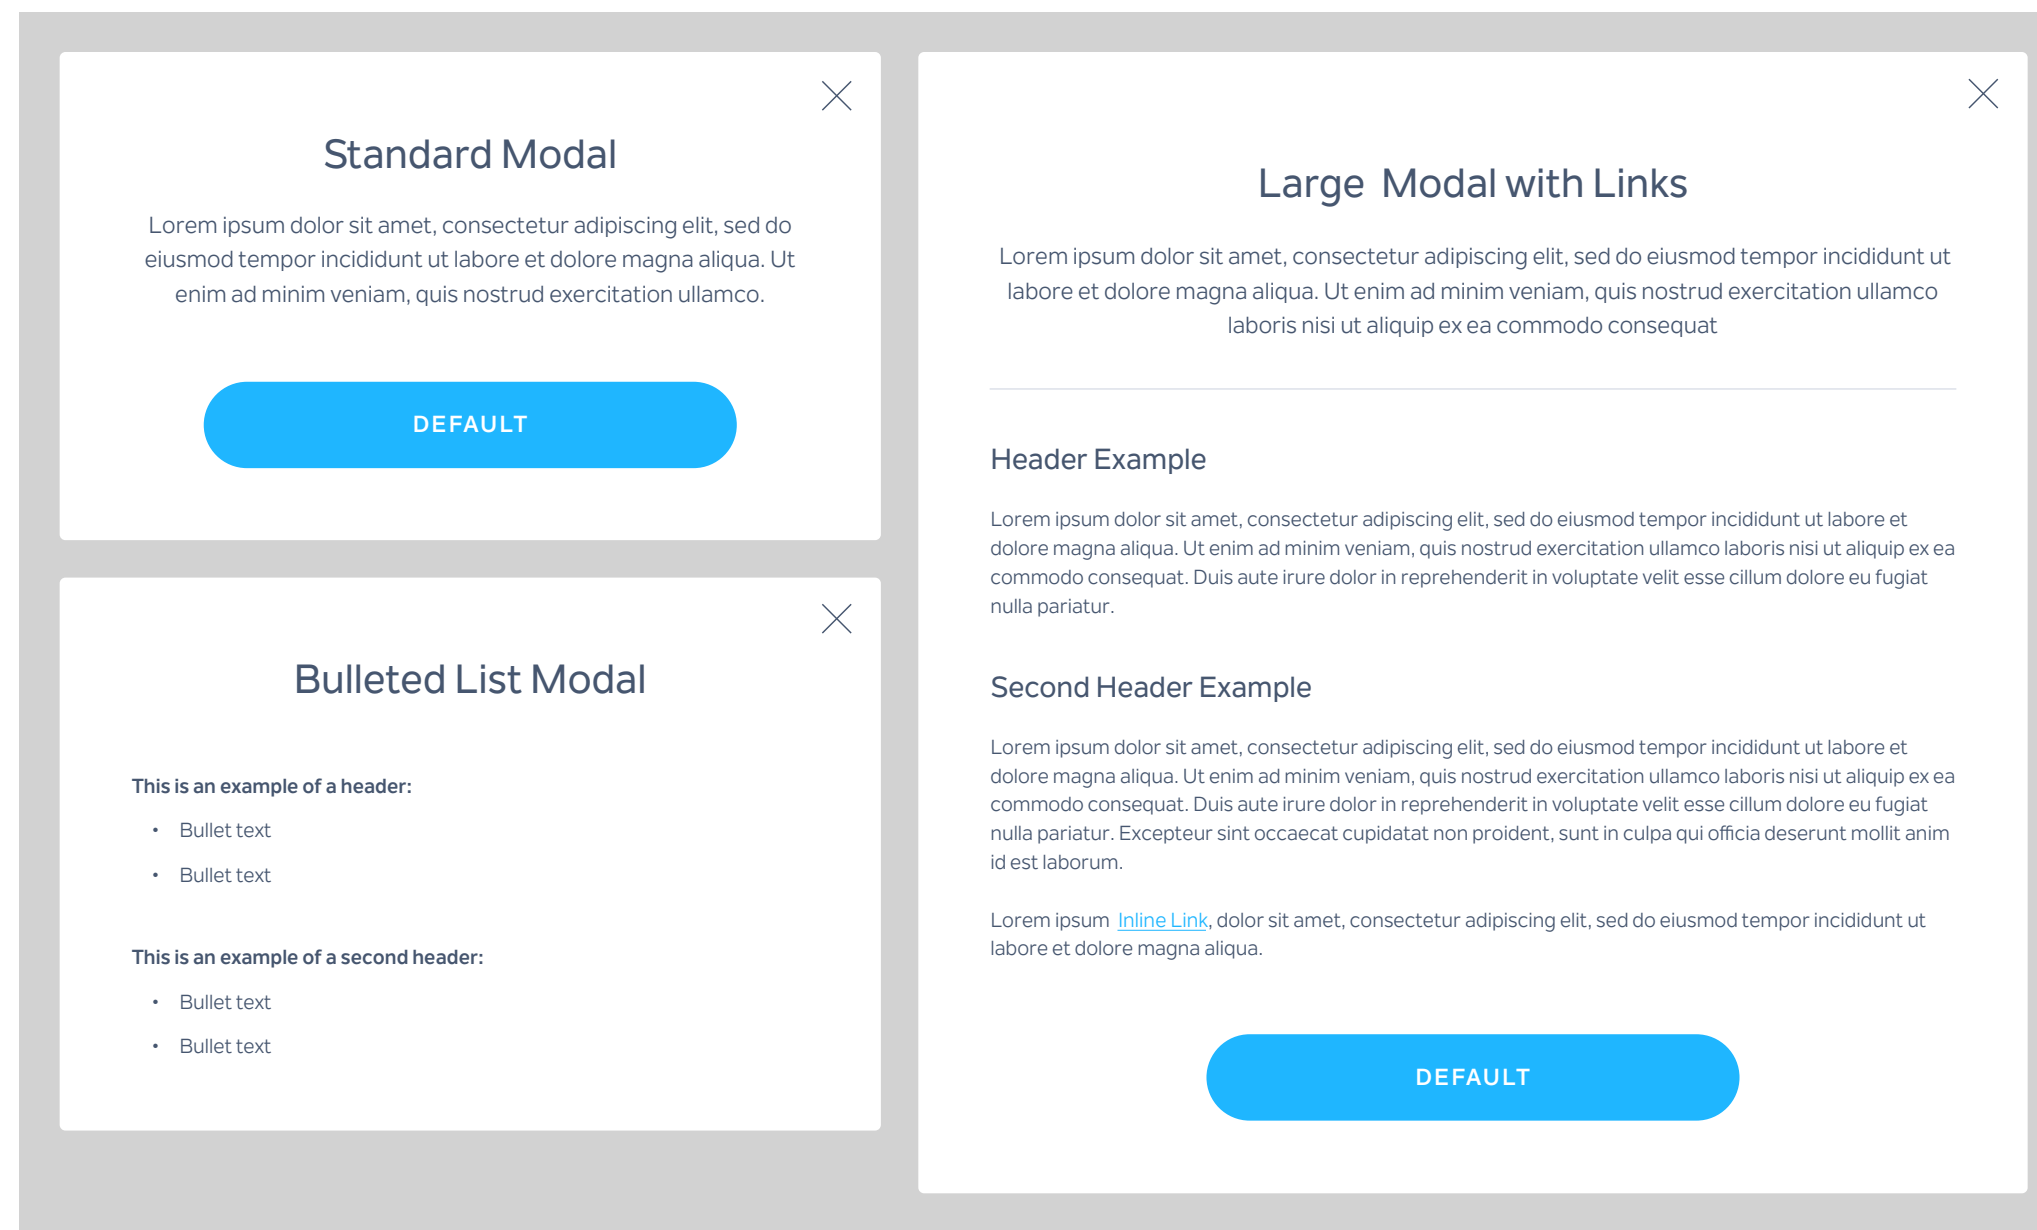 Standard Modal
Lorem ipsum dolor sit amet, consectetur adipiscing elit, sed do
eiusmod tempor incididunt ut labore et dolore magna aliqua. Ut
enim ad minim veniam, quis nostrud exercitation ullamco.
DEFAULT
Bulleted List Modal
This is an example of a header:
• Bullet text
• Bullet text
This is an example of a second header:
• Bullet text
• Bullet text
Large Modal with Links
Lorem ipsum dolor sit amet, consectetur adipiscing elit, sed do eiusmod tempor incididunt ut
labore et dolore magna aliqua. Ut enim ad minim veniam, quis nostrud exercitation ullamco
laboris nisi ut aliquip ex ea commodo consequat
Header Example
Lorem ipsum dolor sit amet, consectetur adipiscing elit, sed do eiusmod tempor incididunt ut labore et
dolore magna aliqua. Ut enim ad minim veniam, quis nostrud exercitation ullamco laboris nisi ut aliquip ex ea
commodo consequat. Duis aute irure dolor in reprehenderit in voluptate velit esse cillum dolore eu fugiat
nulla pariatur.
Second Header Example
Lorem ipsum dolor sit amet, consectetur adipiscing elit, sed do eiusmod tempor incididunt ut labore et
dolore magna aliqua. Ut enim ad minim veniam, quis nostrud exercitation ullamco laboris nisi ut aliquip ex ea
commodo consequat. Duis aute irure dolor in reprehenderit in voluptate velit esse cillum dolore eu fugiat
nulla pariatur. Excepteur sint occaecat cupidatat non proident, sunt in culpa qui officia deserunt mollit anim
id est laborum.
Lorem ipsum Inline Link, dolor sit amet, consectetur adipiscing elit, sed do eiusmod tempor incididunt ut
labore et dolore magna aliqua.
DEFAULT